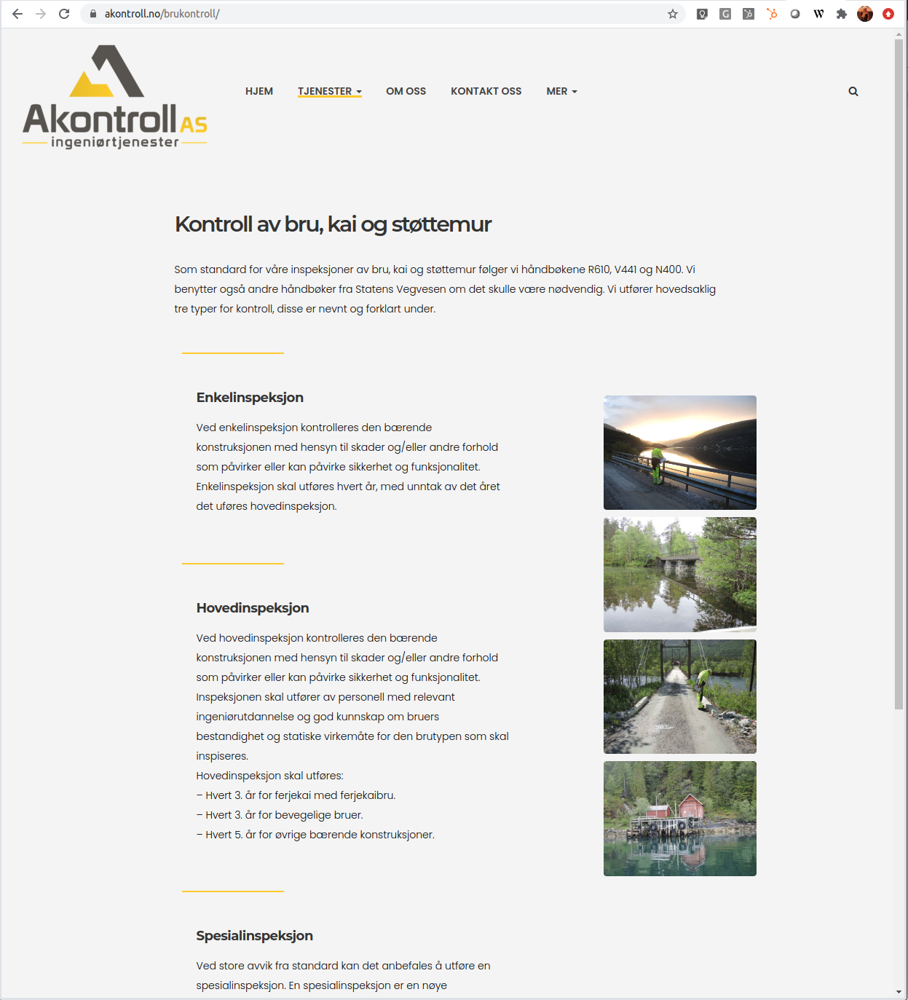 akontroll.no/brukontroll/
Akontroll AS
ingeniørtjenester
HJEM TJENESTER OM OSS KONTAKT OSS MER
Kontroll av bru, kai og støttemur
Som standard for våre inspeksjoner av bru, kai og støttemur følger vi håndbøkene R610, V441 og N400. Vi
benytter også andre håndbøker fra Statens Vegvesen om det skulle være nødvendig. Vi utfører hovedsaklig
tre typer for kontroll, disse er nevnt og forklart under.
Enkelinspeksjon
Ved enkelinspeksjon kontrolleres den bærende
konstruksjonen med hensyn til skader og/eller andre forhold
som påvirker eller kan påvirke sikkerhet og funksjonalitet.
Enkelinspeksjon skal utføres hvert år, med unntak av det året
det uføres hovedinspeksjon.
Hovedinspeksjon
Ved hovedinspeksjon kontrolleres den bærende
konstruksjonen med hensyn til skader og/eller andre forhold
som påvirker eller kan påvirke sikkerhet og funksjonalitet.
Inspeksjonen skal utfører av personell med relevant
ingeniørutdannelse og god kunnskap om bruers
bestandighet og statiske virkemåte for den brutypen som skal
inspiseres.
Hovedinspeksjon skal utføres:
– Hvert 3. år for ferjekai med ferjekaibru.
– Hvert 3. år for bevegelige bruer.
– Hvert 5. år for øvrige bærende konstruksjoner.
Spesialinspeksjon
Ved store avvik fra standard kan det anbefales å utføre en
spesialinspeksjon. En spesialinspeksjon er en nøye